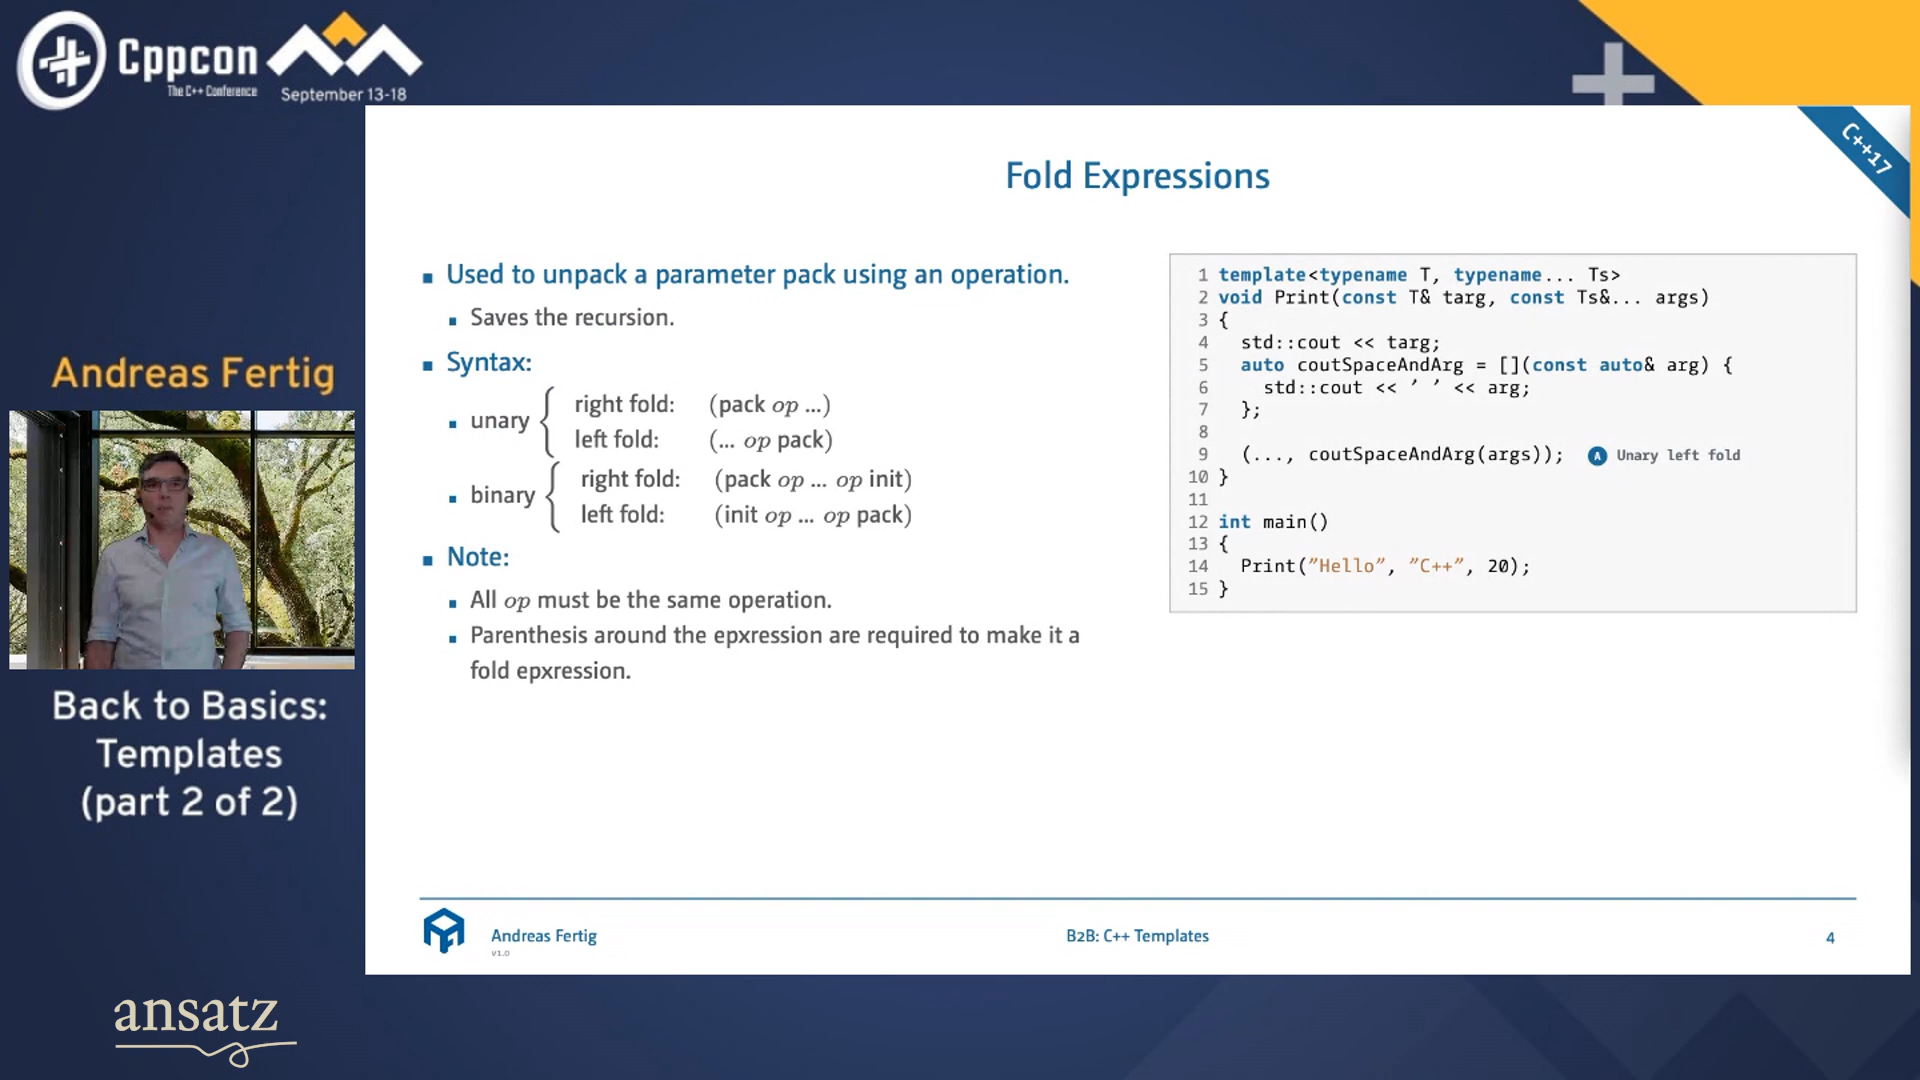 Cppcon
The C++ Conference
September 13-18
C++17
Fold Expressions
Andreas Fertig
Back to Basics:
Templates
(part 2 of 2)
ansatz
▪ Used to unpack a parameter pack using an operation.
▪ Saves the recursion.
▪ Syntax:
▪ unary { right fold: (pack op ...)
left fold: (... op pack)
▪ binary { right fold: (pack op ... op init)
left fold: (init op ... op pack)
▪ Note:
▪ All op must be the same operation.
▪ Parenthesis around the epxression are required to make it a
fold epxression.
1 template<typename T, typename... Ts>
2 void Print(const T& targ, const Ts&... args)
3 {
4 std::cout << targ;
5 auto coutSpaceAndArg = [](const auto& arg) {
6 std::cout << ’ ’ << arg;
7 };
8
9 (..., coutSpaceAndArg(args)); A Unary left fold
10 }
11
12 int main()
13 {
14 Print(”Hello”, ”C++”, 20);
15 }
Andreas Fertig
v1.0
B2B: C++ Templates
4